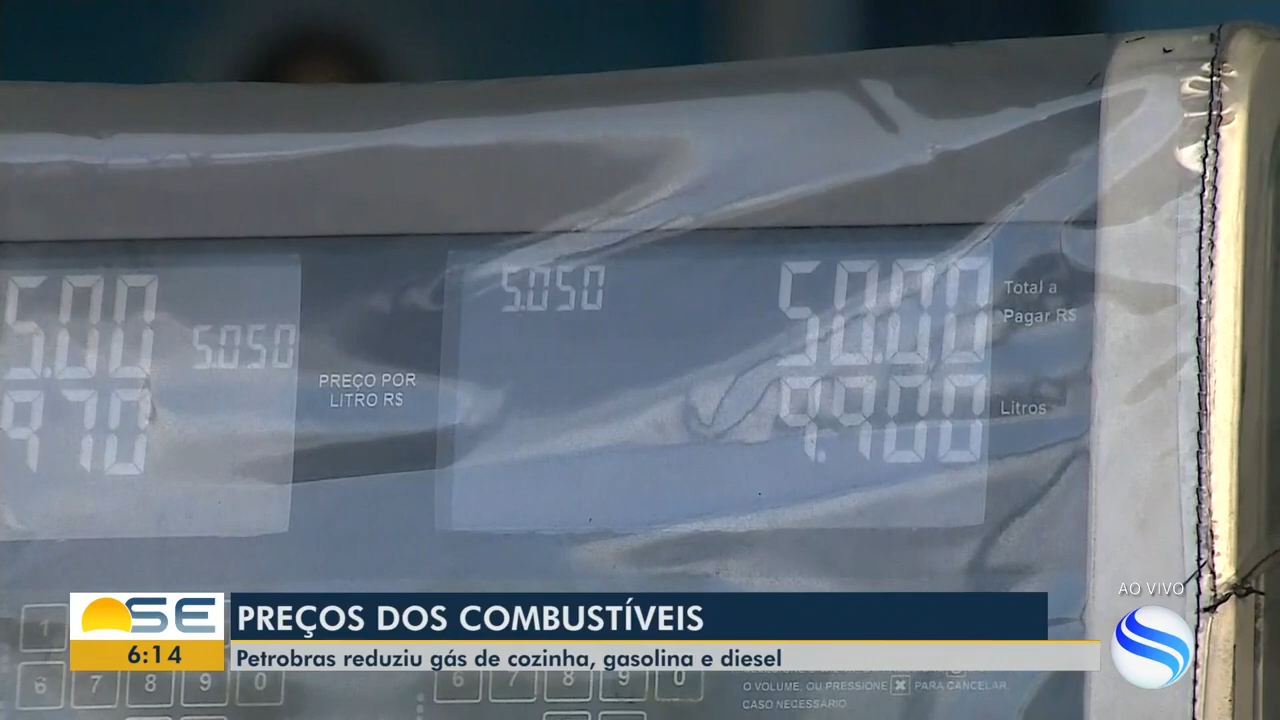 5.00
5.050
50.00
Total a
Pagar R$
5.050
PREÇO POR
LITRO R$
9.900
Litros
970
AO VIVO
SE
PREÇOS DOS COMBUSTÍVEIS
6:14
Petrobras reduziu gás de cozinha, gasolina e diesel
1
6 7 8 9 0
6 7 8 9 0
O VOLUME, OU PRESSIONE X PARA CANCELAR,
CASO NECESSÁRIO